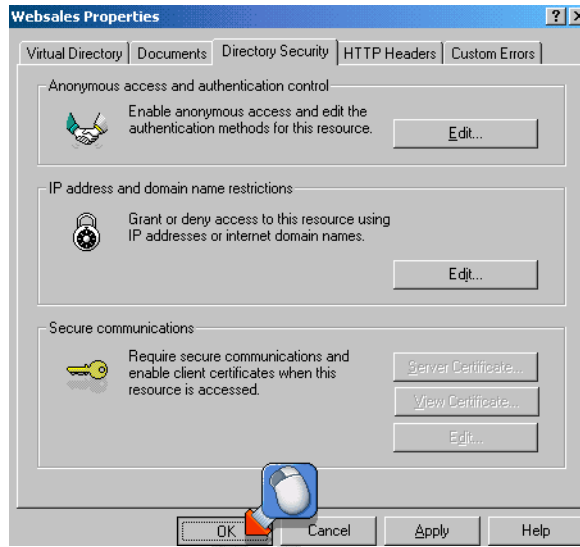 Websales Properties
Virtual Directory Documents Directory Security HTTP Headers Custom Errors
Anonymous access and authentication control
Enable anonymous access and edit the
authentication methods for this resource.
Edit...
IP address and domain name restrictions
Grant or deny access to this resource using
IP addresses or internet domain names.
Edit...
Secure communications
Require secure communications and
enable client certificates when this
resource is accessed.
Server Certificate...
View Certificate...
Edit...
OK Cancel Apply Help